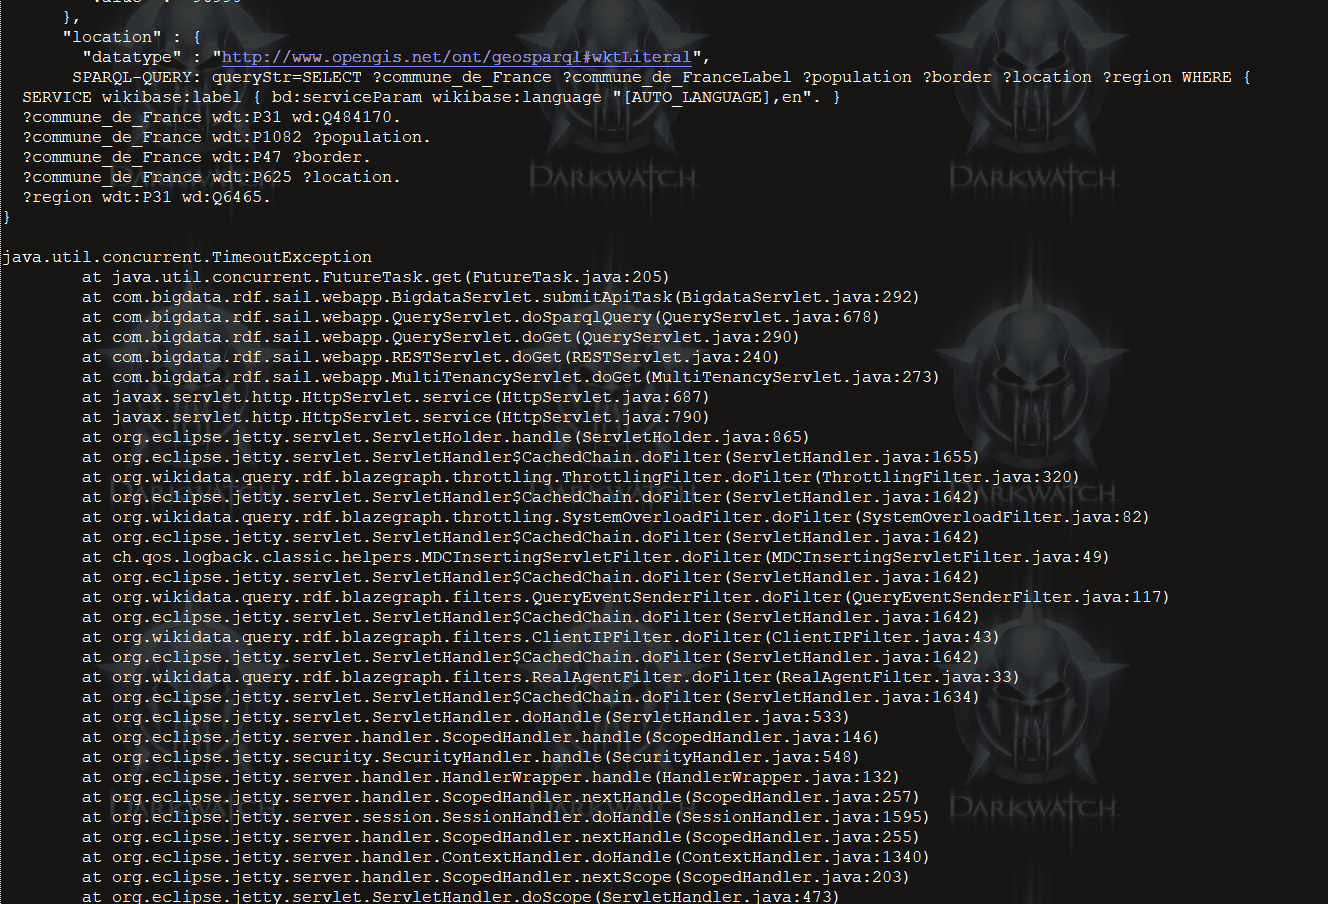 },
"location" : {
"datatype" : "http://www.opengis.net/ont/geosparql#wktLiteral",
SPARQL-QUERY: queryStr=SELECT ?commune_de_France ?commune_de_FranceLabel ?population ?border ?location ?region WHERE {
SERVICE wikibase:label { bd:serviceParam wikibase:language "[AUTO_LANGUAGE],en". }
?commune_de_France wdt:P31 wd:Q484170.
?commune_de_France wdt:P1082 ?population.
?commune_de_France wdt:P47 ?border.
?commune_de_France wdt:P625 ?location.
?region wdt:P31 wd:Q6465.
}
java.util.concurrent.TimeoutException
at java.util.concurrent.FutureTask.get(FutureTask.java:205)
at com.bigdata.rdf.sail.webapp.BigdataServlet.submitApiTask(BigdataServlet.java:292)
at com.bigdata.rdf.sail.webapp.QueryServlet.doSparqlQuery(QueryServlet.java:678)
at com.bigdata.rdf.sail.webapp.QueryServlet.doGet(QueryServlet.java:290)
at com.bigdata.rdf.sail.webapp.RESTServlet.doGet(RESTServlet.java:240)
at com.bigdata.rdf.sail.webapp.MultiTenancyServlet.doGet(MultiTenancyServlet.java:273)
at javax.servlet.http.HttpServlet.service(HttpServlet.java:687)
at javax.servlet.http.HttpServlet.service(HttpServlet.java:790)
at org.eclipse.jetty.servlet.ServletHolder.handle(ServletHolder.java:865)
at org.eclipse.jetty.servlet.ServletHandler$CachedChain.doFilter(ServletHandler.java:1655)
at org.wikidata.query.rdf.blazegraph.throttling.ThrottlingFilter.doFilter(ThrottlingFilter.java:320)
at org.eclipse.jetty.servlet.ServletHandler$CachedChain.doFilter(ServletHandler.java:1642)
at org.wikidata.query.rdf.blazegraph.throttling.SystemOverloadFilter.doFilter(SystemOverloadFilter.java:82)
at org.eclipse.jetty.servlet.ServletHandler$CachedChain.doFilter(ServletHandler.java:1642)
at ch.qos.logback.classic.helpers.MDCInsertingServletFilter.doFilter(MDCInsertingServletFilter.java:49)
at org.eclipse.jetty.servlet.ServletHandler$CachedChain.doFilter(ServletHandler.java:1642)
at org.wikidata.query.rdf.blazegraph.filters.QueryEventSenderFilter.doFilter(QueryEventSenderFilter.java:117)
at org.eclipse.jetty.servlet.ServletHandler$CachedChain.doFilter(ServletHandler.java:1642)
at org.wikidata.query.rdf.blazegraph.filters.ClientIPFilter.doFilter(ClientIPFilter.java:43)
at org.eclipse.jetty.servlet.ServletHandler$CachedChain.doFilter(ServletHandler.java:1642)
at org.wikidata.query.rdf.blazegraph.filters.RealAgentFilter.doFilter(RealAgentFilter.java:33)
at org.eclipse.jetty.servlet.ServletHandler$CachedChain.doFilter(ServletHandler.java:1634)
at org.eclipse.jetty.servlet.ServletHandler.doHandle(ServletHandler.java:533)
at org.eclipse.jetty.server.handler.ScopedHandler.handle(ScopedHandler.java:146)
at org.eclipse.jetty.security.SecurityHandler.handle(SecurityHandler.java:548)
at org.eclipse.jetty.server.handler.HandlerWrapper.handle(HandlerWrapper.java:132)
at org.eclipse.jetty.server.handler.ScopedHandler.nextHandle(ScopedHandler.java:257)
at org.eclipse.jetty.server.session.SessionHandler.doHandle(SessionHandler.java:1595)
at org.eclipse.jetty.server.handler.ScopedHandler.nextHandle(ScopedHandler.java:255)
at org.eclipse.jetty.server.handler.ContextHandler.doHandle(ContextHandler.java:1340)
at org.eclipse.jetty.server.handler.ScopedHandler.nextScope(ScopedHandler.java:203)
at org.eclipse.jetty.servlet.ServletHandler.doScope(ServletHandler.java:473)
DARKWATCH
DARKWATCH
DARKWATCH
DARKWATCH
DARKWATCH
DARKWATCH
DARKWATCH
DARKWATCH
DARKWATCH